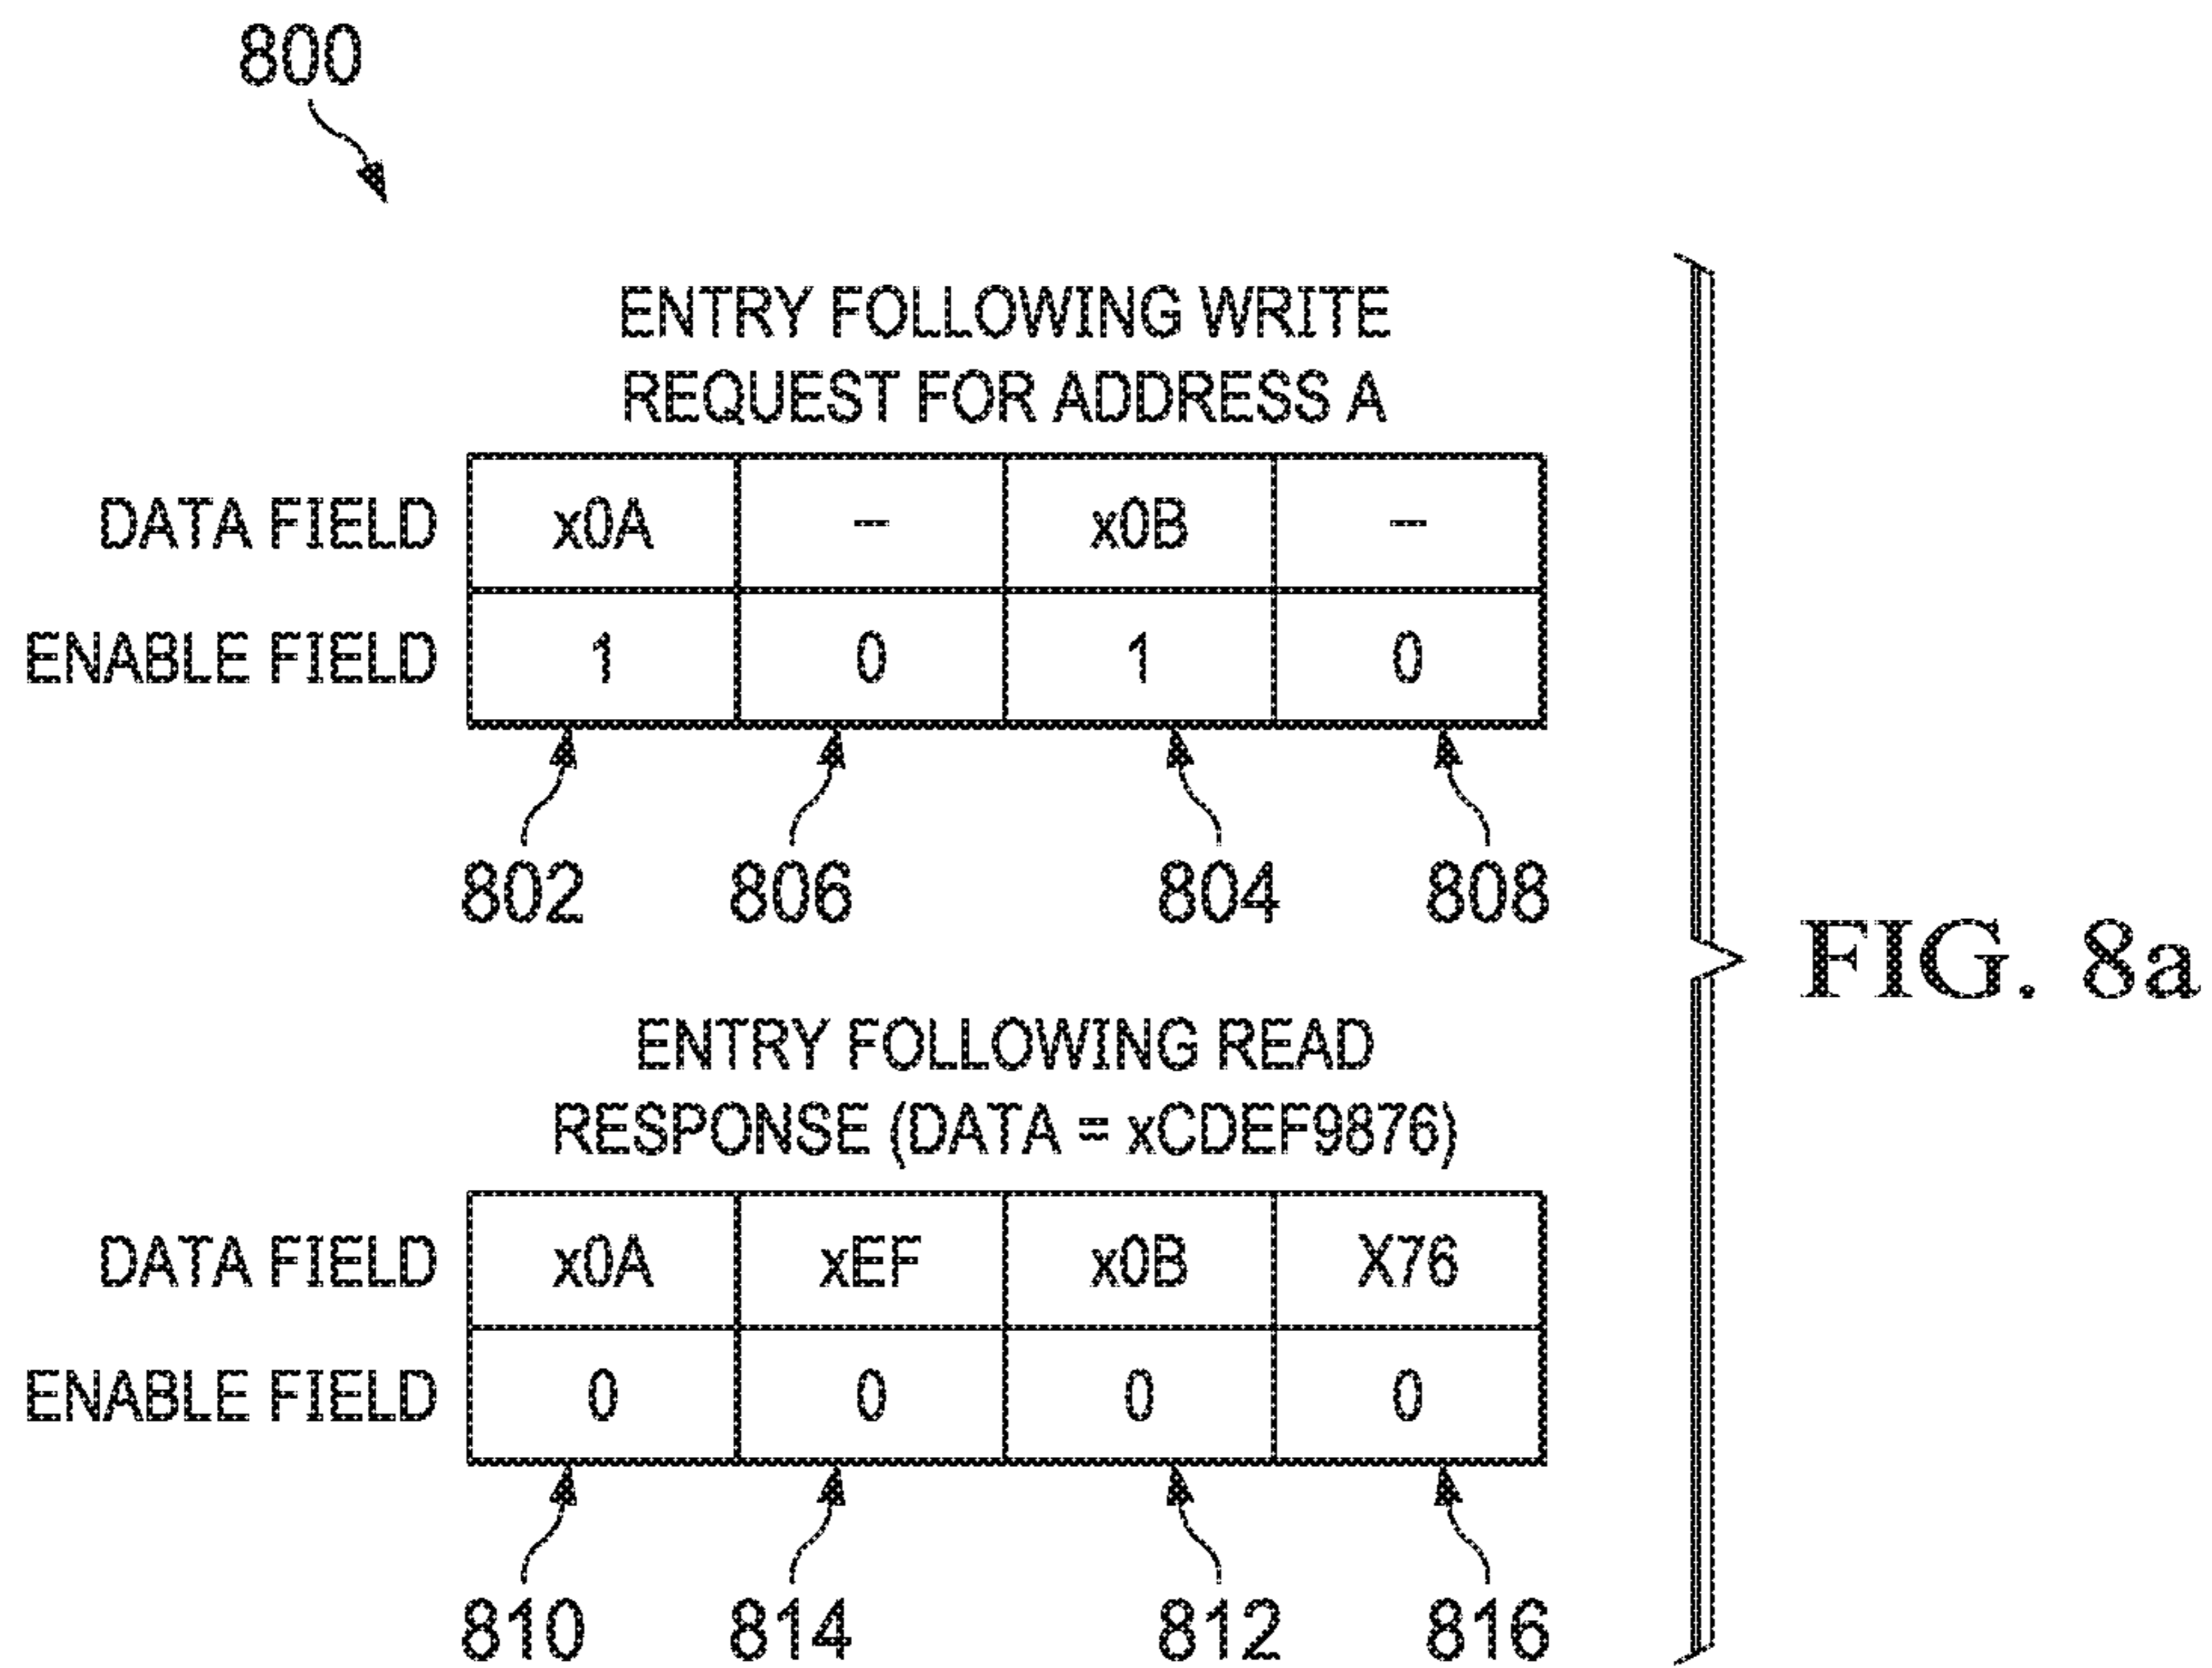 800
ENTRY FOLLOWING WRITE
REQUEST FOR ADDRESS A
DATA FIELD x0A – x0B –
ENABLE FIELD 1 0 1 0
802 806 804 808
FIG. 8a
ENTRY FOLLOWING READ
RESPONSE (DATA = xCDEF9876)
DATA FIELD x0A xEF x0B X76
ENABLE FIELD 0 0 0 0
810 814 812 816